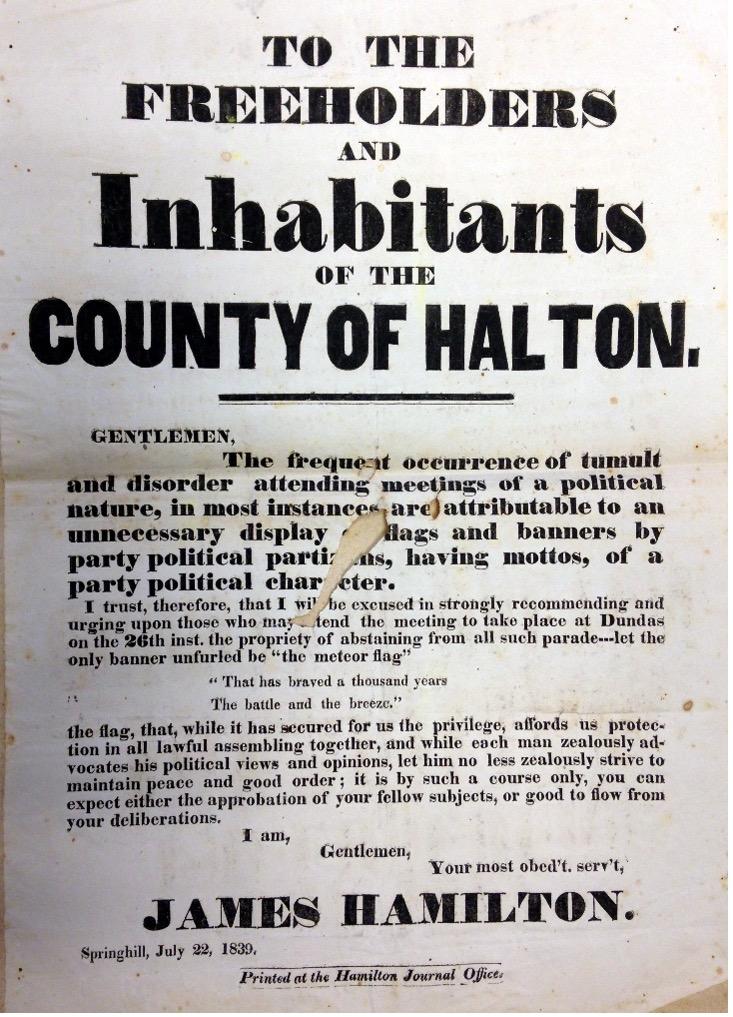 TO THE
FREEHOLDERS
AND
Inhabitants
OF THE
COUNTY OF HALTON.
GENTLEMEN,
The frequent occurrence of tumult
and disorder attending meetings of a political
nature, in most instances are attributable to an
unnecessary display flags and banners by
party political partizans, having mottos, of a
party political character.
I trust, therefore, that I will be excused in strongly recommending and
urging upon those who may attend the meeting to take place at Dundas
on the 26th inst. the propriety of abstaining from all such parade---let the
only banner unfurled be "the meteor flag"
" That has braved a thousand years
The battle and the breeze."
the flag, that, while it has secured for us the privilege, affords us protec-
tion in all lawful assembling together, and while each man zealously ad-
vocates his political views and opinions, let him no less zealously strive to
maintain peace and good order; it is by such a course only, you can
expect either the approbation of your fellow subjects, or good to flow from
your deliberations.
I am,
Gentlemen,
Your most obed't. serv't,
JAMES HAMILTON.
Springhill, July 22, 1839.
Printed at the Hamilton Journal Office.